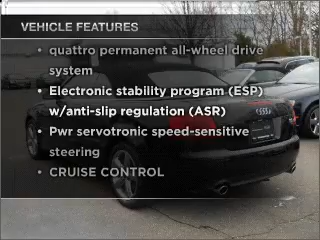 VEHICLE FEATURES
• quattro permanent all-wheel drive
system
• Electronic stability program (ESP)
w/anti-slip regulation (ASR)
• Pwr servotronic speed-sensitive
steering
• CRUISE CONTROL